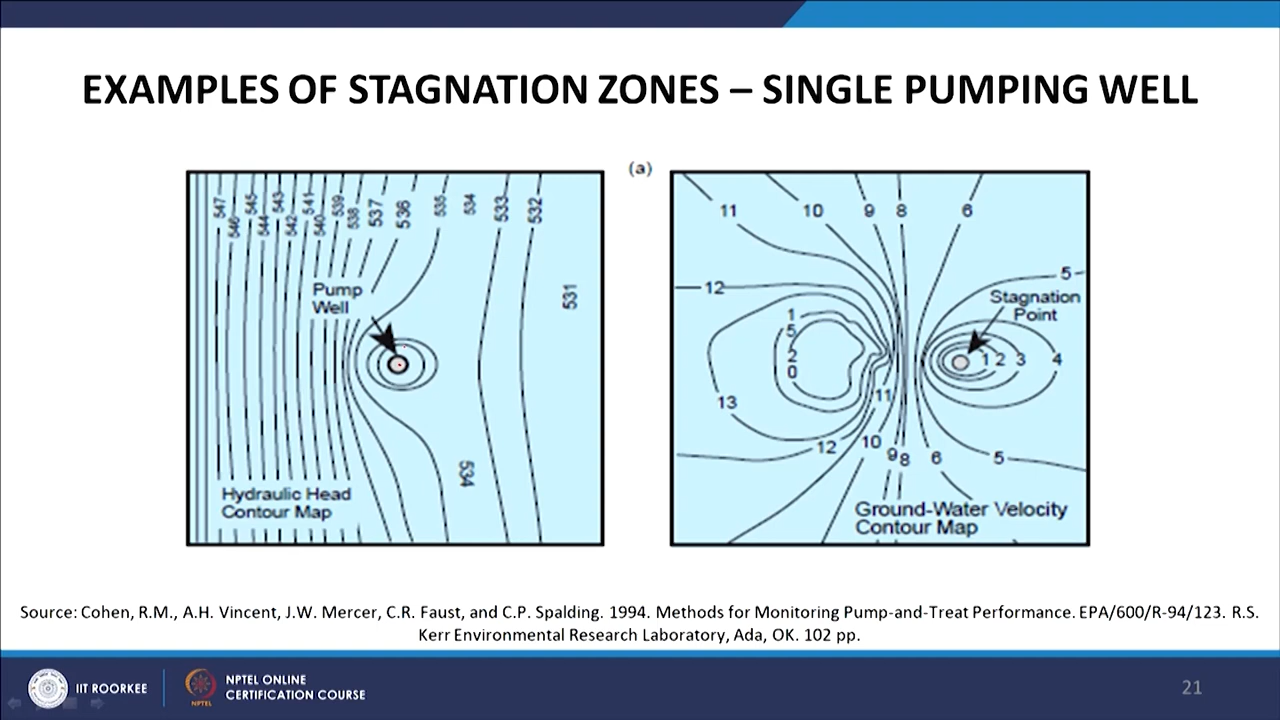 EXAMPLES OF STAGNATION ZONES – SINGLE PUMPING WELL
(a)
547
546
545
544
543
542
541
540
539
538
537
536
535
534
533
532
531
Pump
Well
534
Hydraulic Head
Contour Map
11
10
9
8
6
5
12
Stagnation
Point
1
5
2
0
1 2 3 4
13
11
12
10
9
8
6
5
Ground-Water Velocity
Contour Map
Source: Cohen, R.M., A.H. Vincent, J.W. Mercer, C.R. Faust, and C.P. Spalding. 1994. Methods for Monitoring Pump-and-Treat Performance. EPA/600/R-94/123. R.S.
Kerr Environmental Research Laboratory, Ada, OK. 102 pp.
IIT ROORKEE
NPTEL
NPTEL ONLINE
CERTIFICATION COURSE
21